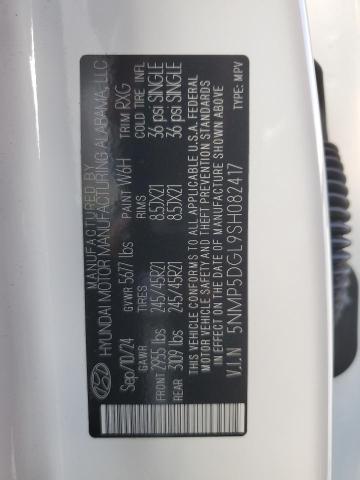 MANUFACTURED BY
HYUNDAI MOTOR MANUFACTURING ALABAMA, LLC
Sep/10/24 GVWR 5677 lbs PAINT W6H TRIM RXG
GAWR TIRES RIMS COLD TIRE INFL
FRONT 2955 lbs 245/45R21 8.5JX21 36 psi SINGLE
REAR 3109 lbs 245/45R21 8.5JX21 36 psi SINGLE
THIS VEHICLE CONFORMS TO ALL APPLICABLE U.S.A. FEDERAL
MOTOR VEHICLE SAFETY AND THEFT PREVENTION STANDARDS
IN EFFECT ON THE DATE OF MANUFACTURE SHOWN ABOVE
V.I.N 5NMP5DGL9SH082417 TYPE: MPV